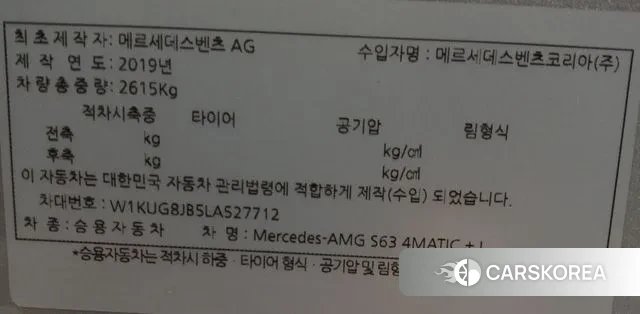 최초제작자: 메르세데스벤츠 AG 수입자명 : 메르세데스벤츠코리아(주)
제 작 연 도: 2019년
차 량 총 중 량: 2615Kg
적차시축중 타이어 공기압 림형식
전축 kg kg/㎠
후축 kg kg/㎠
이 자동차는 대한민국 자동차 관리법령에 적합하게 제작(수입) 되었습니다.
차대번호 : W1KUG8JB5LA527712
차 종 : 승 용 자 동 차 차 명 : Mercedes-AMG S63 4MATIC + L
*승용자동차는 적차시 하중 · 타이어 형식 · 공기압 및 림형
CARSKOREA